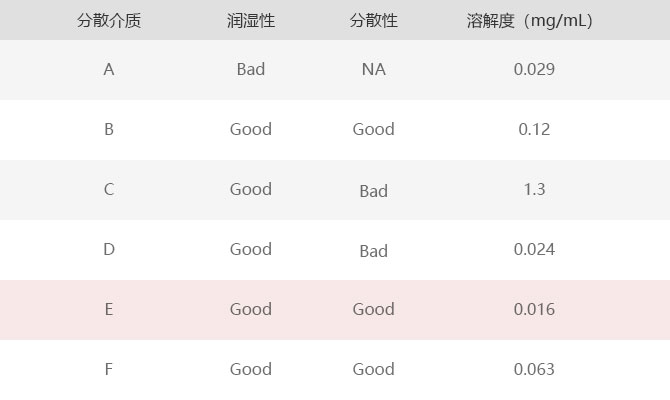 分散介质 润湿性 分散性 溶解度（mg/mL）
A Bad NA 0.029
B Good Good 0.12
C Good Bad 1.3
D Good Bad 0.024
E Good Good 0.016
F Good Good 0.063